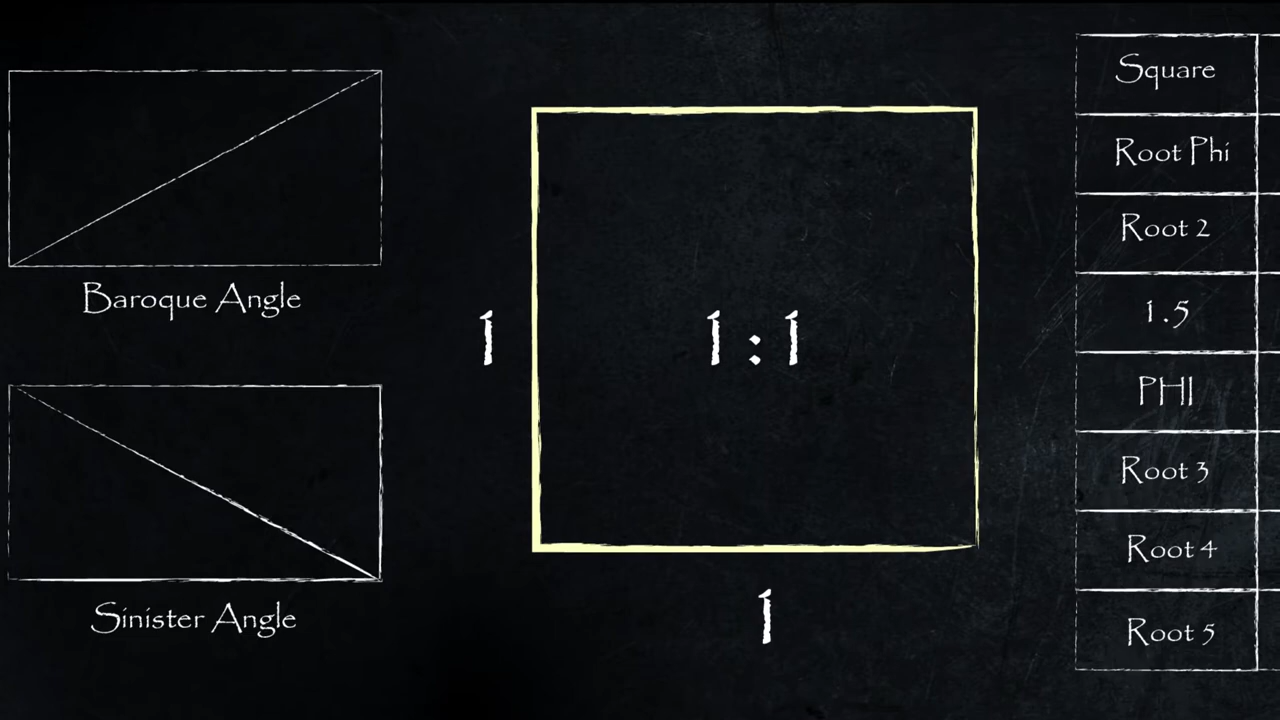 Baroque Angle
Sinister Angle
1
1:1
1
Square
Root Phi
Root 2
1.5
PHI
Root 3
Root 4
Root 5